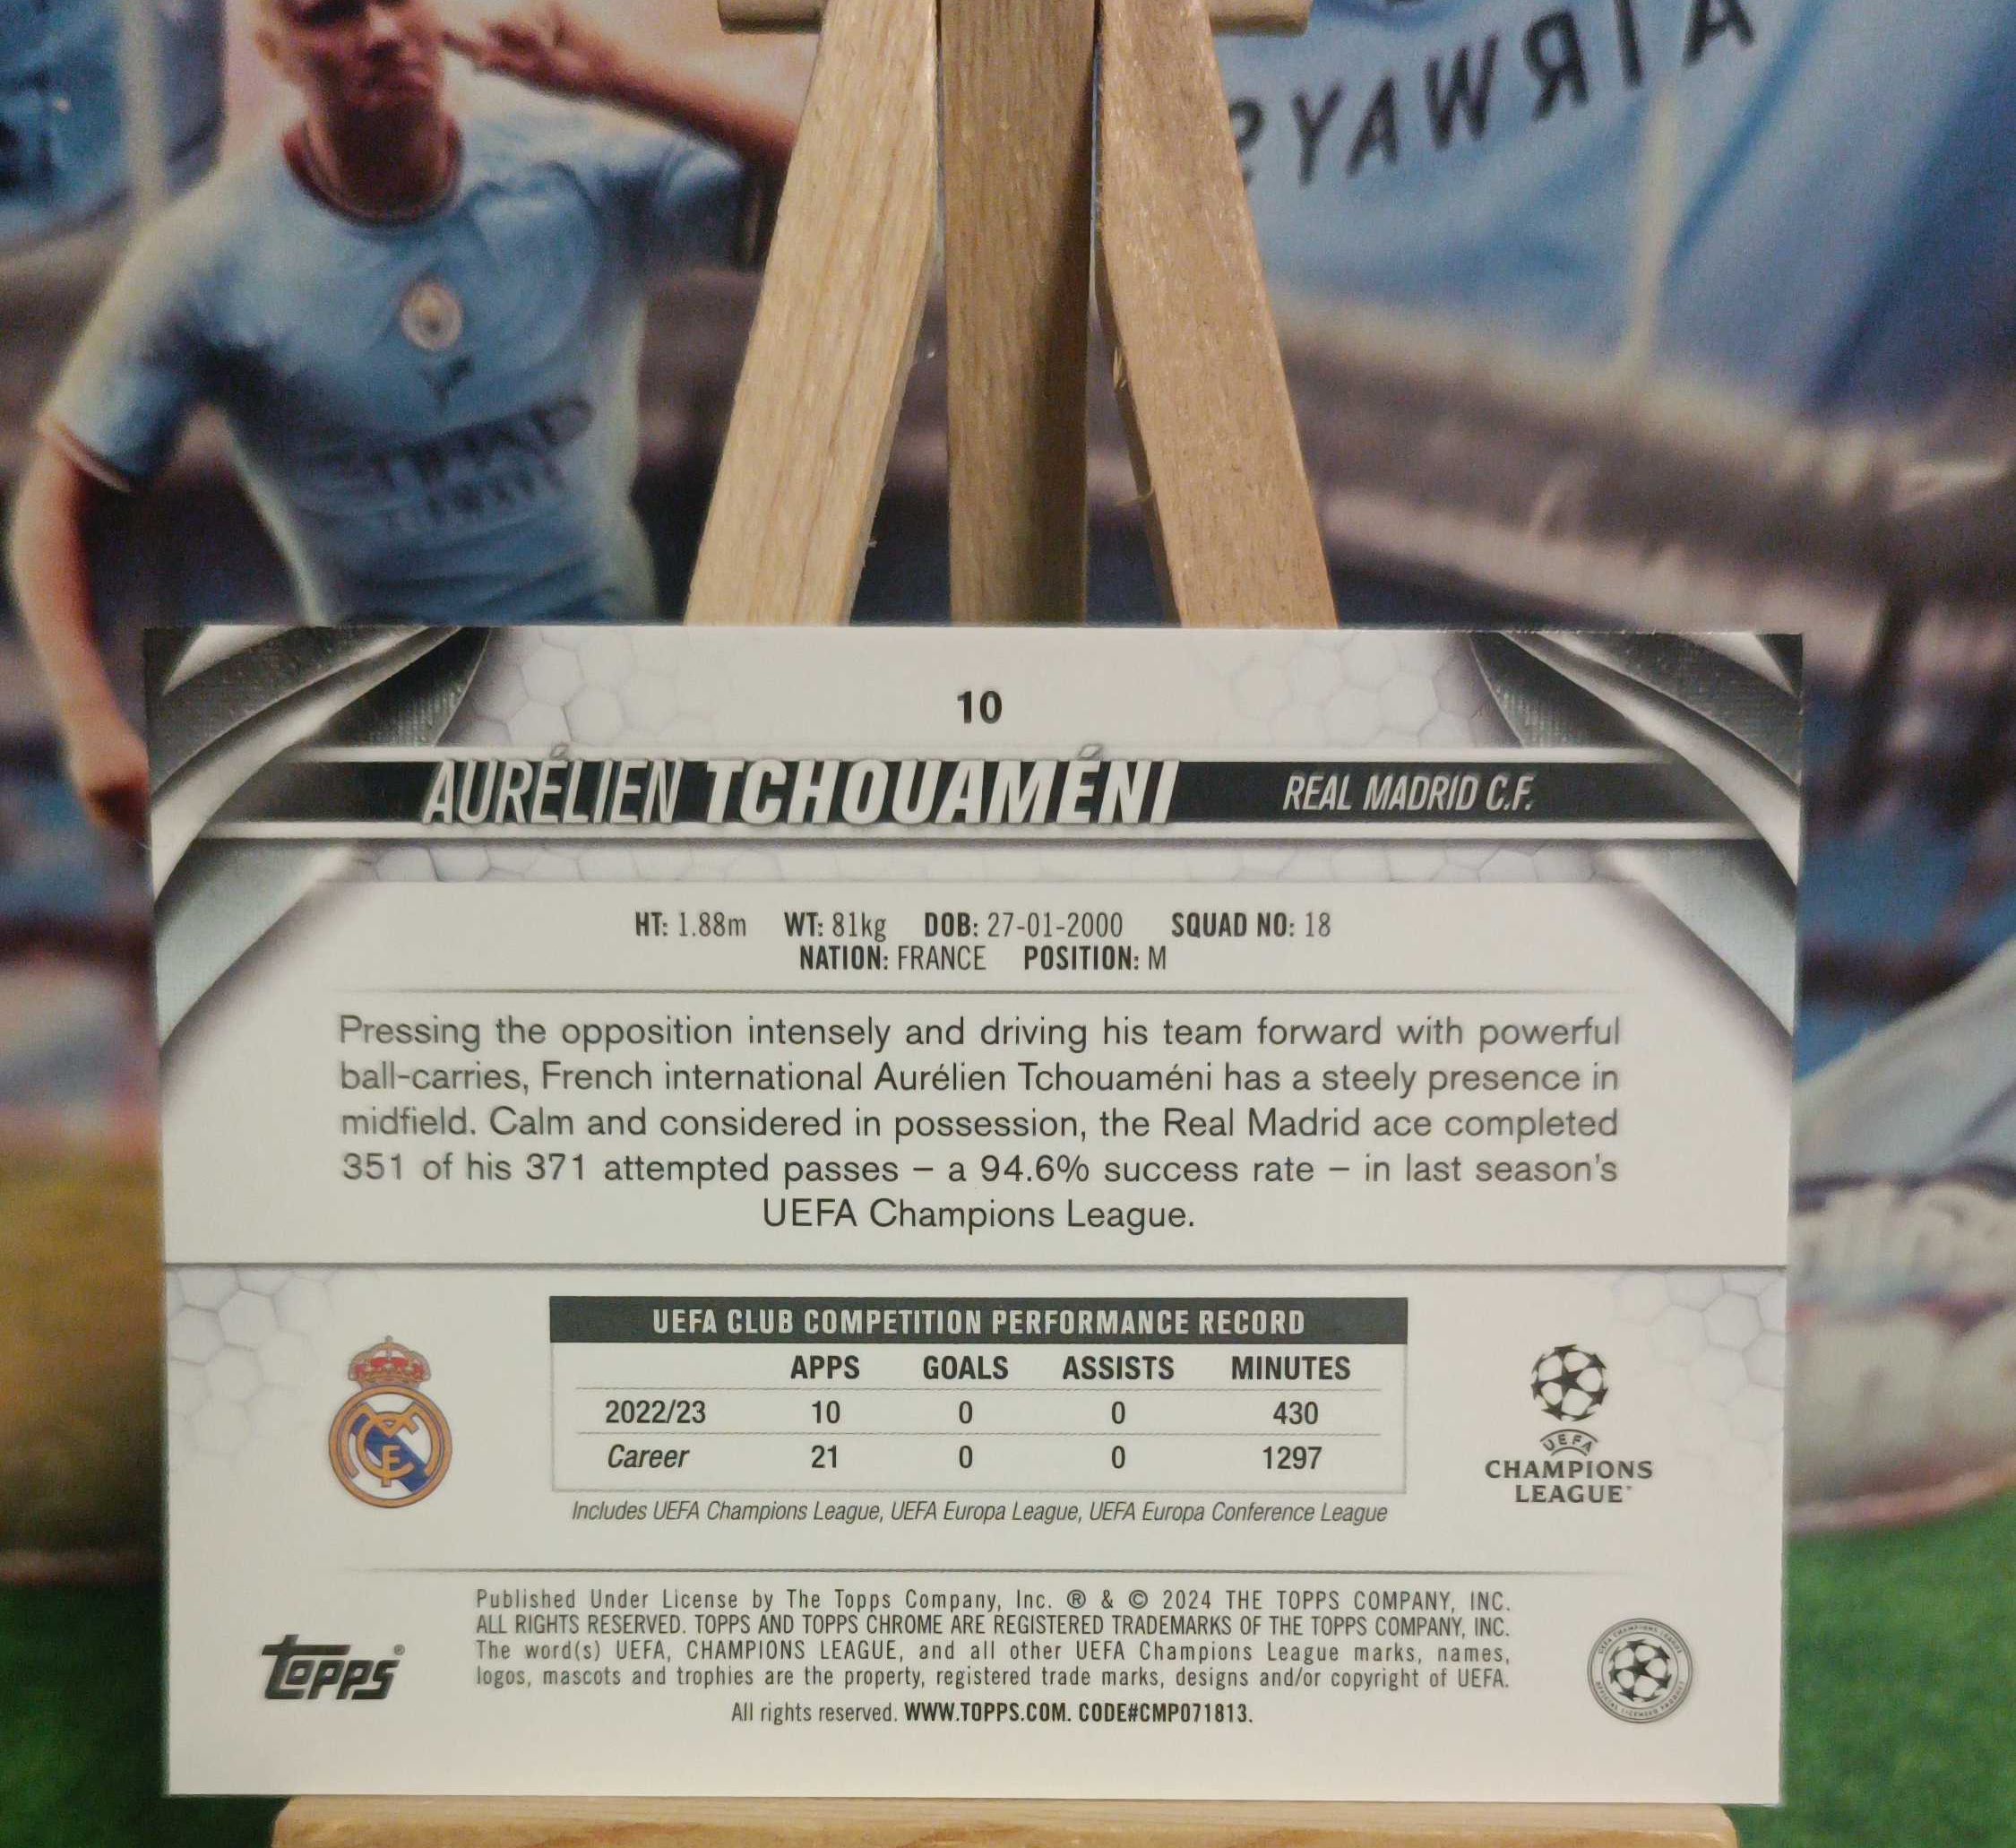 AIRWAYS
ETIHAD
AIRWAYS
10
AURÉLIEN TCHOUAMÉNI REAL MADRID C.F.
HT: 1.88m WT: 81kg DOB: 27-01-2000 SQUAD NO: 18
NATION: FRANCE POSITION: M
Pressing the opposition intensely and driving his team forward with powerful
ball-carries, French international Aurélien Tchouaméni has a steely presence in
midfield. Calm and considered in possession, the Real Madrid ace completed
351 of his 371 attempted passes – a 94.6% success rate – in last season's
UEFA Champions League.
UEFA CLUB COMPETITION PERFORMANCE RECORD
APPS GOALS ASSISTS MINUTES
2022/23 10 0 0 430
Career 21 0 0 1297
Includes UEFA Champions League, UEFA Europa League, UEFA Europa Conference League
UEFA
CHAMPIONS
LEAGUE
Published Under License by The Topps Company, Inc. ® & © 2024 THE TOPPS COMPANY, INC.
ALL RIGHTS RESERVED. TOPPS AND TOPPS CHROME ARE REGISTERED TRADEMARKS OF THE TOPPS COMPANY, INC.
The word(s) UEFA, CHAMPIONS LEAGUE, and all other UEFA Champions League marks, names,
logos, mascots and trophies are the property, registered trade marks, designs and/or copyright of UEFA.
All rights reserved. WWW.TOPPS.COM. CODE#CMP071813.
Topps®